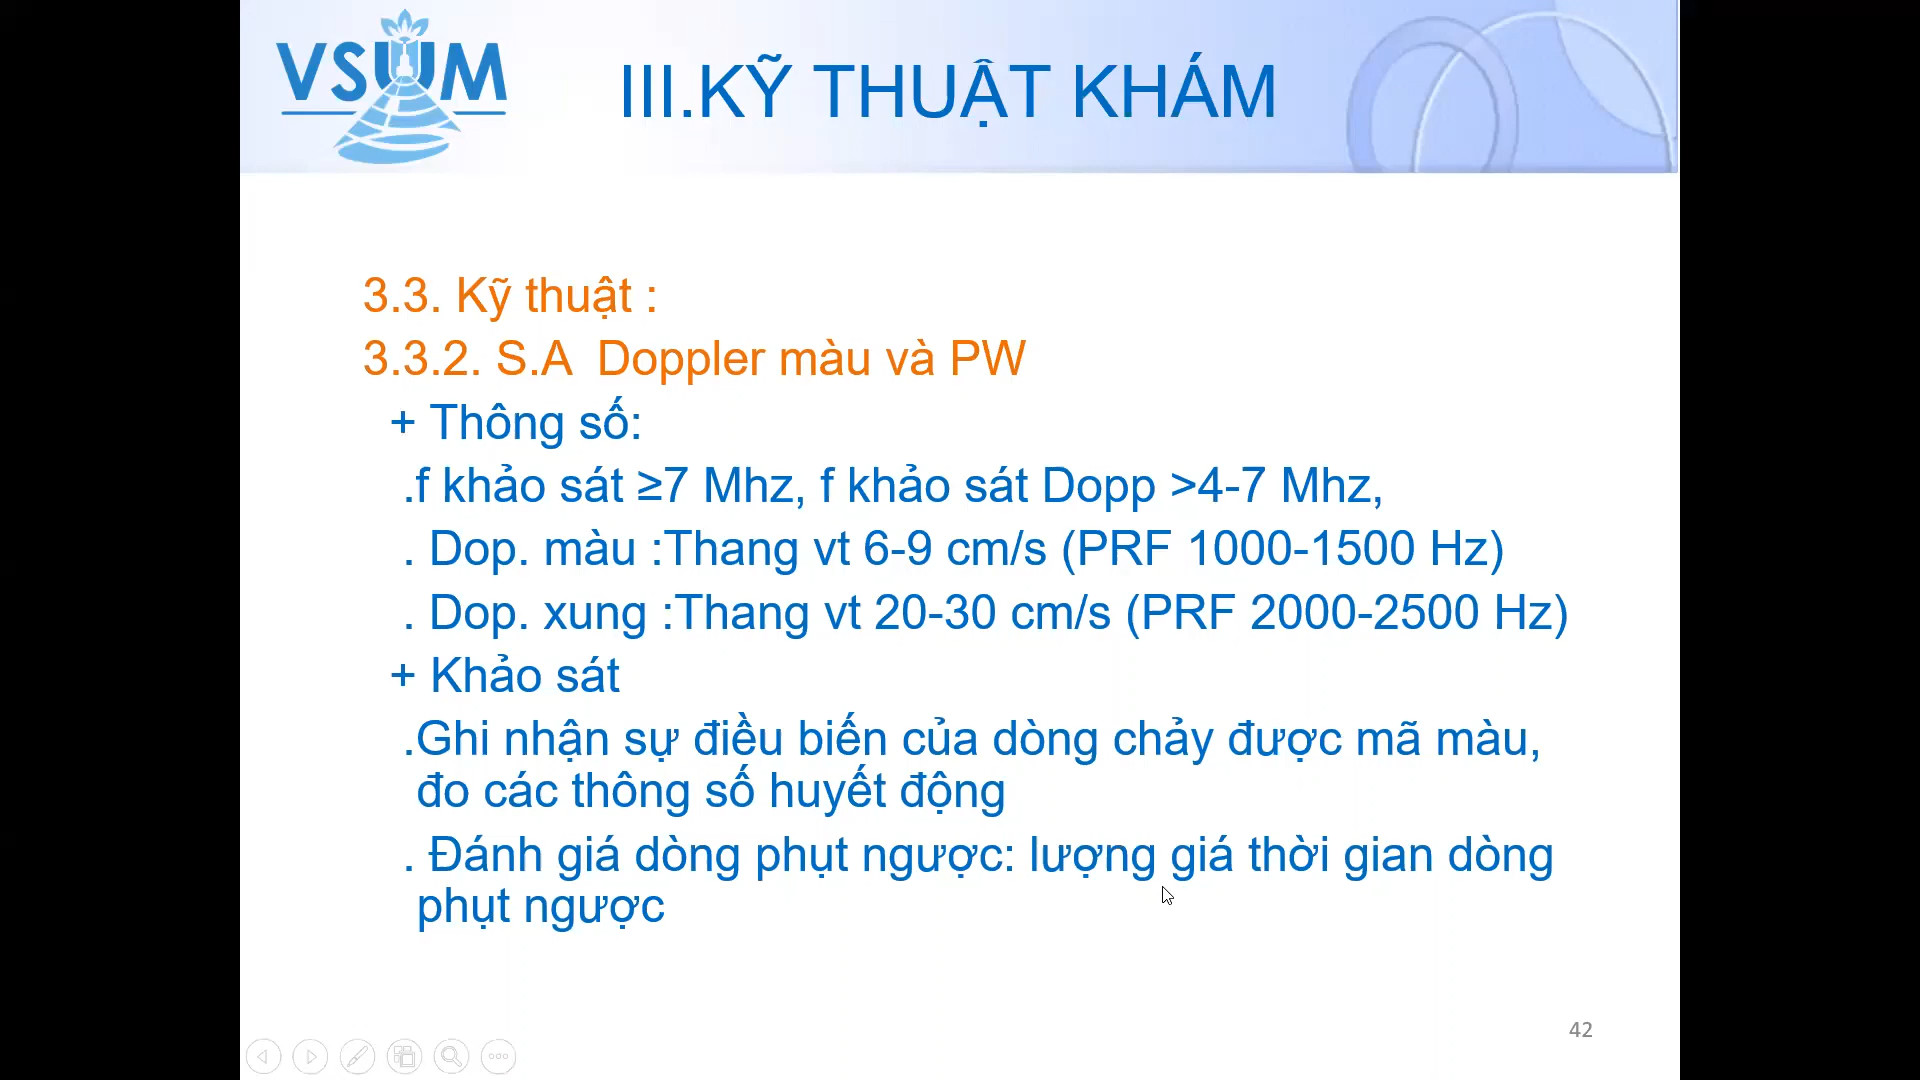 VSUM
III.KỸ THUẬT KHÁM
3.3. Kỹ thuật :
3.3.2. S.A  Doppler màu và PW
+ Thông số:
.f khảo sát ≥7 Mhz, f khảo sát Dopp >4-7 Mhz,
. Dop. màu :Thang vt 6-9 cm/s (PRF 1000-1500 Hz)
. Dop. xung :Thang vt 20-30 cm/s (PRF 2000-2500 Hz)
+ Khảo sát
.Ghi nhận sự điều biến của dòng chảy được mã màu,
đo các thông số huyết động
. Đánh giá dòng phụt ngược: lượng giá thời gian dòng
phụt ngược
42